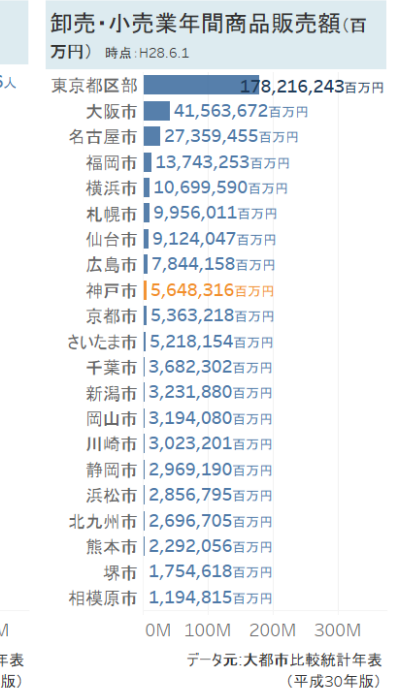 卸売・小売業年間商品販売額(百
万円) 時点:H28.6.1
人
東京都区部 178,216,243百万円
大阪市 41,563,672百万円
名古屋市 27,359,455百万円
福岡市 13,743,253百万円
横浜市 10,699,590百万円
札幌市 9,956,011百万円
仙台市 9,124,047百万円
広島市 7,844,158百万円
神戸市 5,648,316百万円
京都市 5,363,218百万円
さいたま市 5,218,154百万円
千葉市 3,682,302百万円
新潟市 3,231,880百万円
岡山市 3,194,080百万円
川崎市 3,023,201百万円
静岡市 2,969,190百万円
浜松市 2,856,795百万円
北九州市 2,696,705百万円
熊本市 2,292,056百万円
堺市 1,754,618百万円
相模原市 1,194,815百万円
M 0M 100M 200M 300M
年表 データ元:大都市比較統計年表
版) (平成30年版)